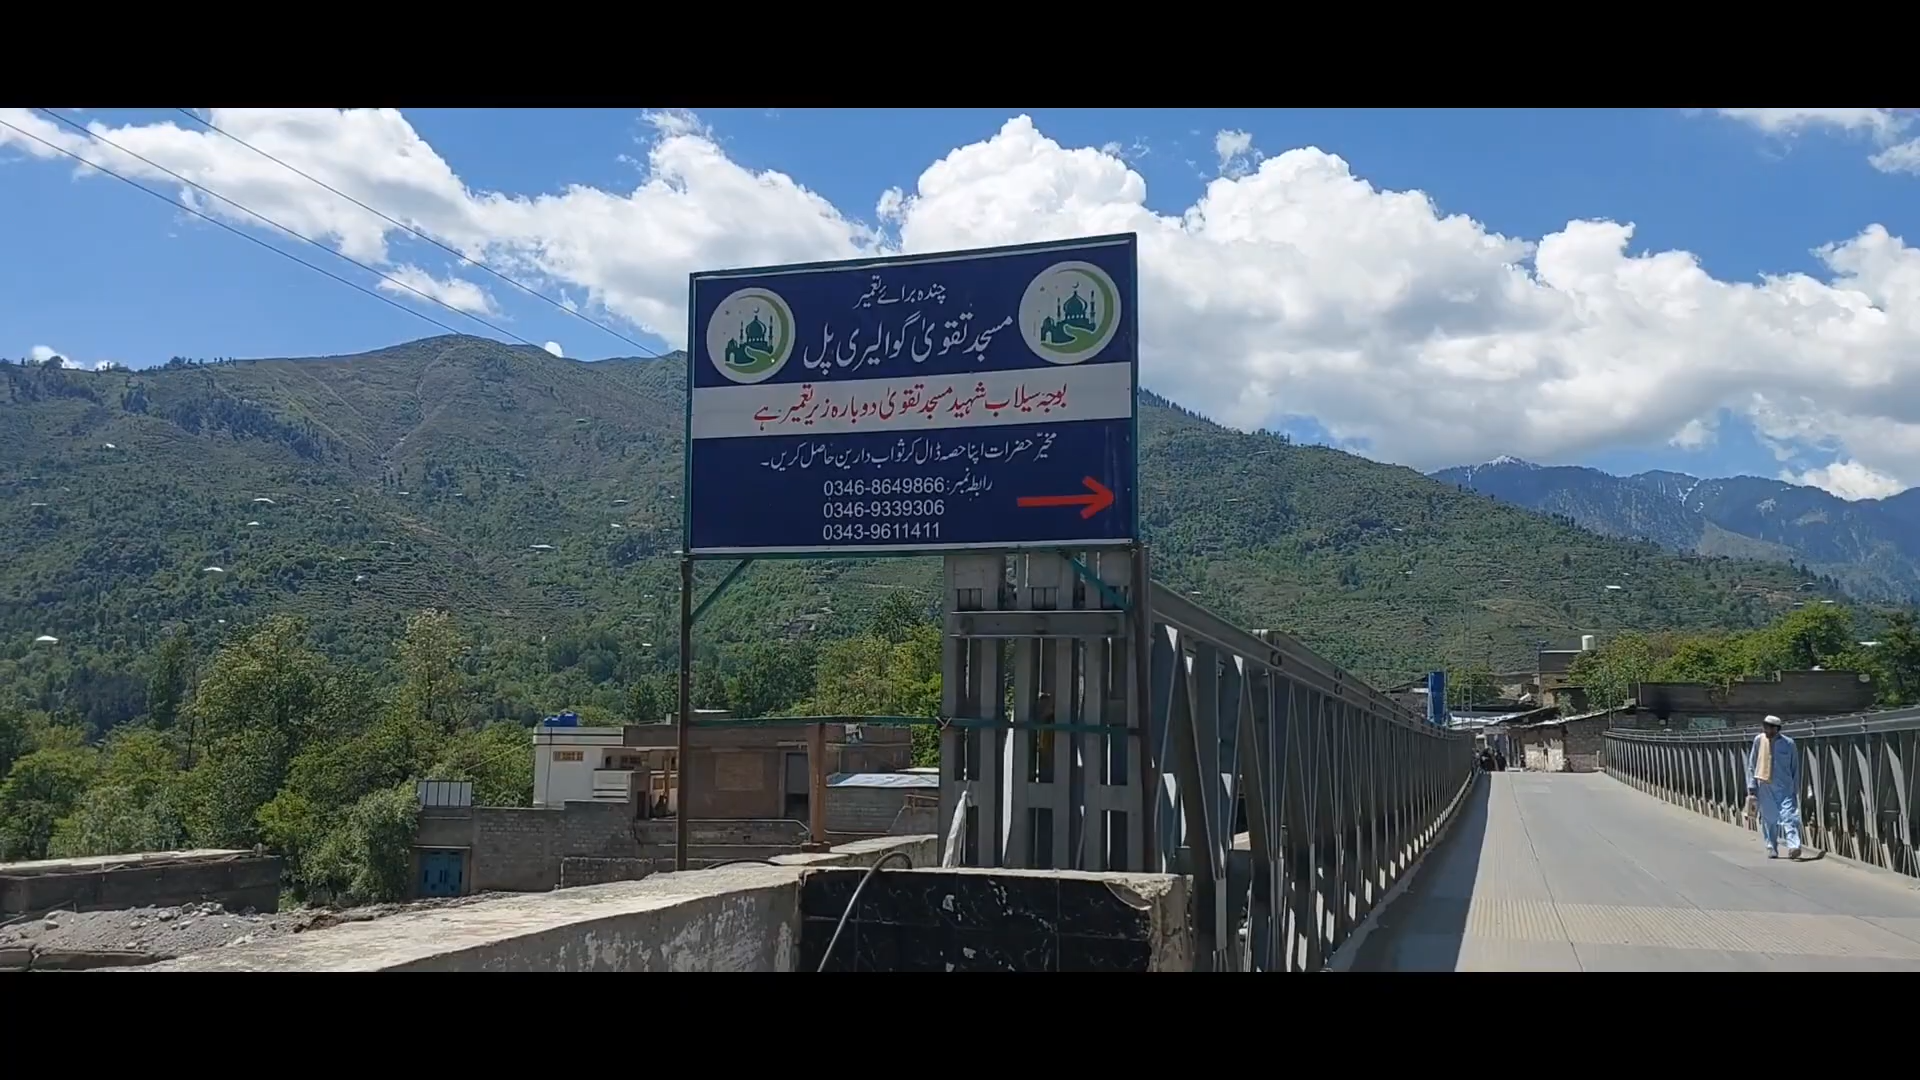 چندہ برائے تعمیر
مسجد تقویٰ گوالیری پل
بوجہ سیلاب شہید مسجد تقویٰ دوبارہ زیر تعمیر ہے
مخیّر حضرات اپنا حصہ ڈال کر ثواب دارین حاصل کریں۔
رابطہ نمبر: 0346-8649866
0346-9339306
0343-9611411